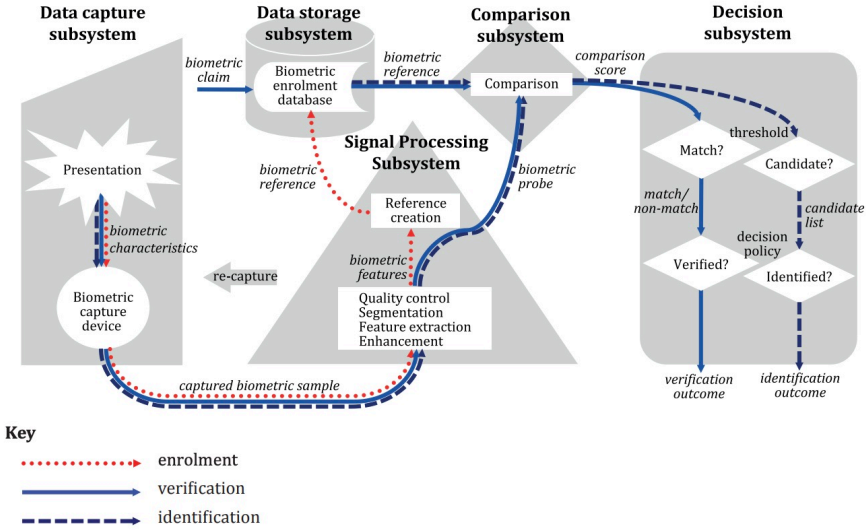 Data capture
subsystem
Data storage
subsystem
Comparison
subsystem
Decision
subsystem
biometric
claim
Biometric
enrolment
database
biometric
reference
Comparison
comparison
score
Signal Processing
Subsystem
Presentation
biometric
reference
biometric
probe
threshold
Match?
Candidate?
Reference
creation
match/
non-match
candidate
list
biometric
characteristics
biometric
features
decision
policy
re-capture
Verified?
Identified?
Biometric
capture
device
Quality control
Segmentation
Feature extraction
Enhancement
captured biometric sample
verification
outcome
identification
outcome
Key
enrolment
verification
identification